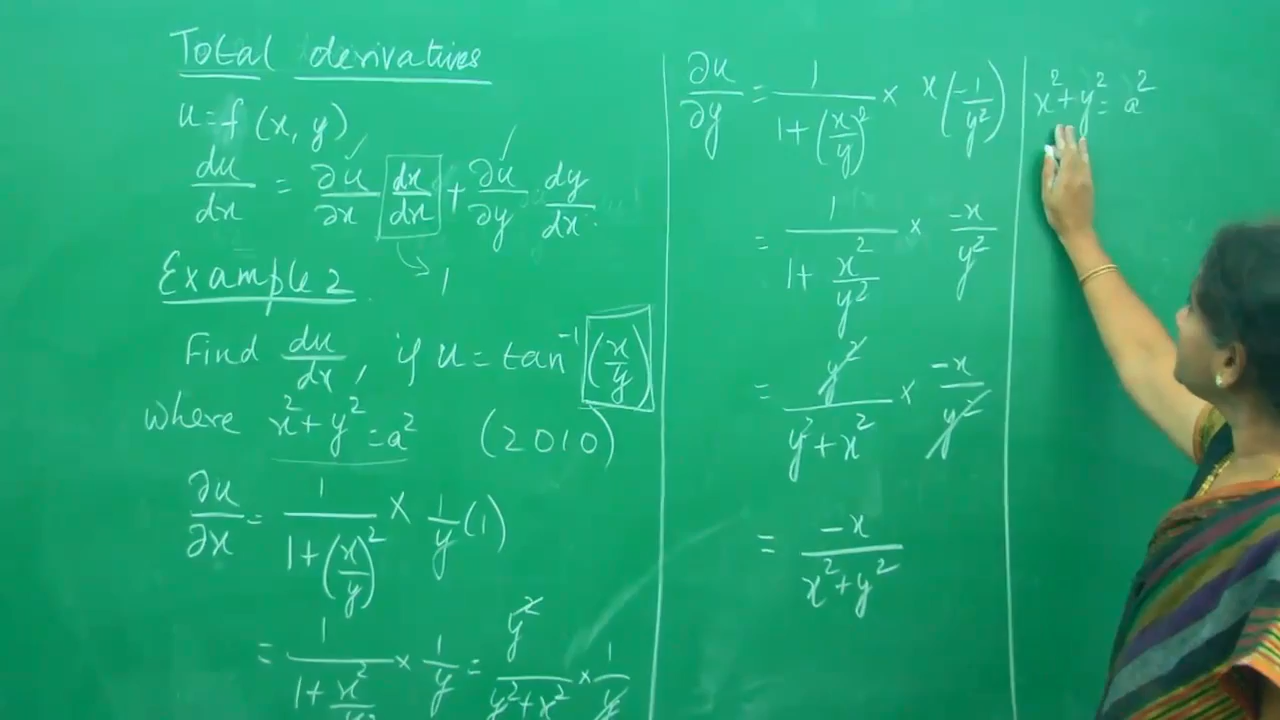 Total derivatives
u = f (x, y)
du/dx = ∂u/∂x dx/dx + ∂u/∂y dy/dx.
↳ 1
Example 2
Find du/dx, if u = tan⁻¹ (x/y)
where x² + y² = a² (2010)
∂u/∂x = 1/(1+(x/y)²) × 1/y (1)
= 1/(1+x²/y²) × 1/y = y²/(y²+x²) × 1/y
∂u/∂y = 1/(1+(x/y)²) × x(-1/y²)
= 1/(1+x²/y²) × -x/y²
= y²/(y²+x²) × -x/y²
= -x/(x²+y²)
x² + y² = a²